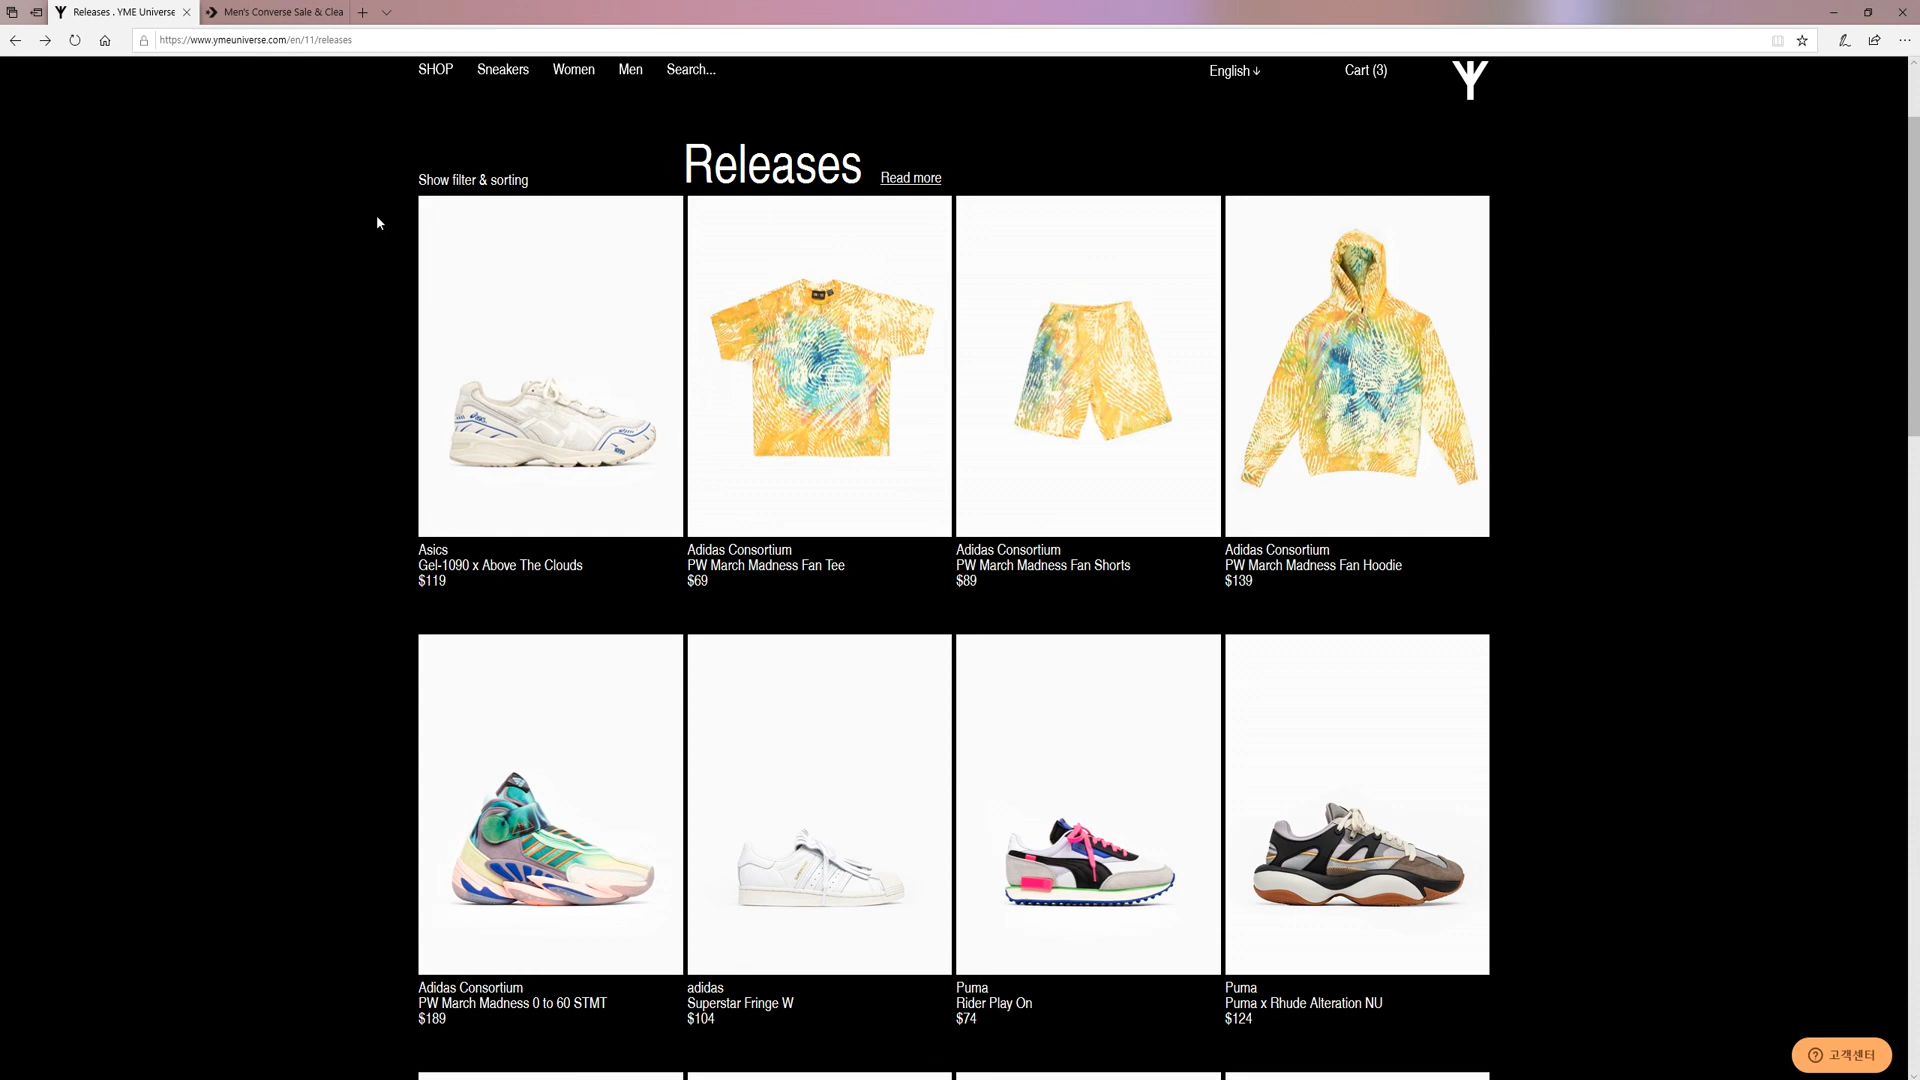 Releases . YME Universe
Men's Converse Sale & Clea
https://www.ymeuniverse.com/en/11/releases
SHOP Sneakers Women Men Search...
English↓ Cart (3)
Show filter & sorting
Releases Read more
Asics
Gel-1090 x Above The Clouds
$119
Adidas Consortium
PW March Madness Fan Tee
$69
Adidas Consortium
PW March Madness Fan Shorts
$89
Adidas Consortium
PW March Madness Fan Hoodie
$139
Adidas Consortium
PW March Madness 0 to 60 STMT
$189
adidas
Superstar Fringe W
$104
Puma
Rider Play On
$74
Puma
Puma x Rhude Alteration NU
$124
고객센터